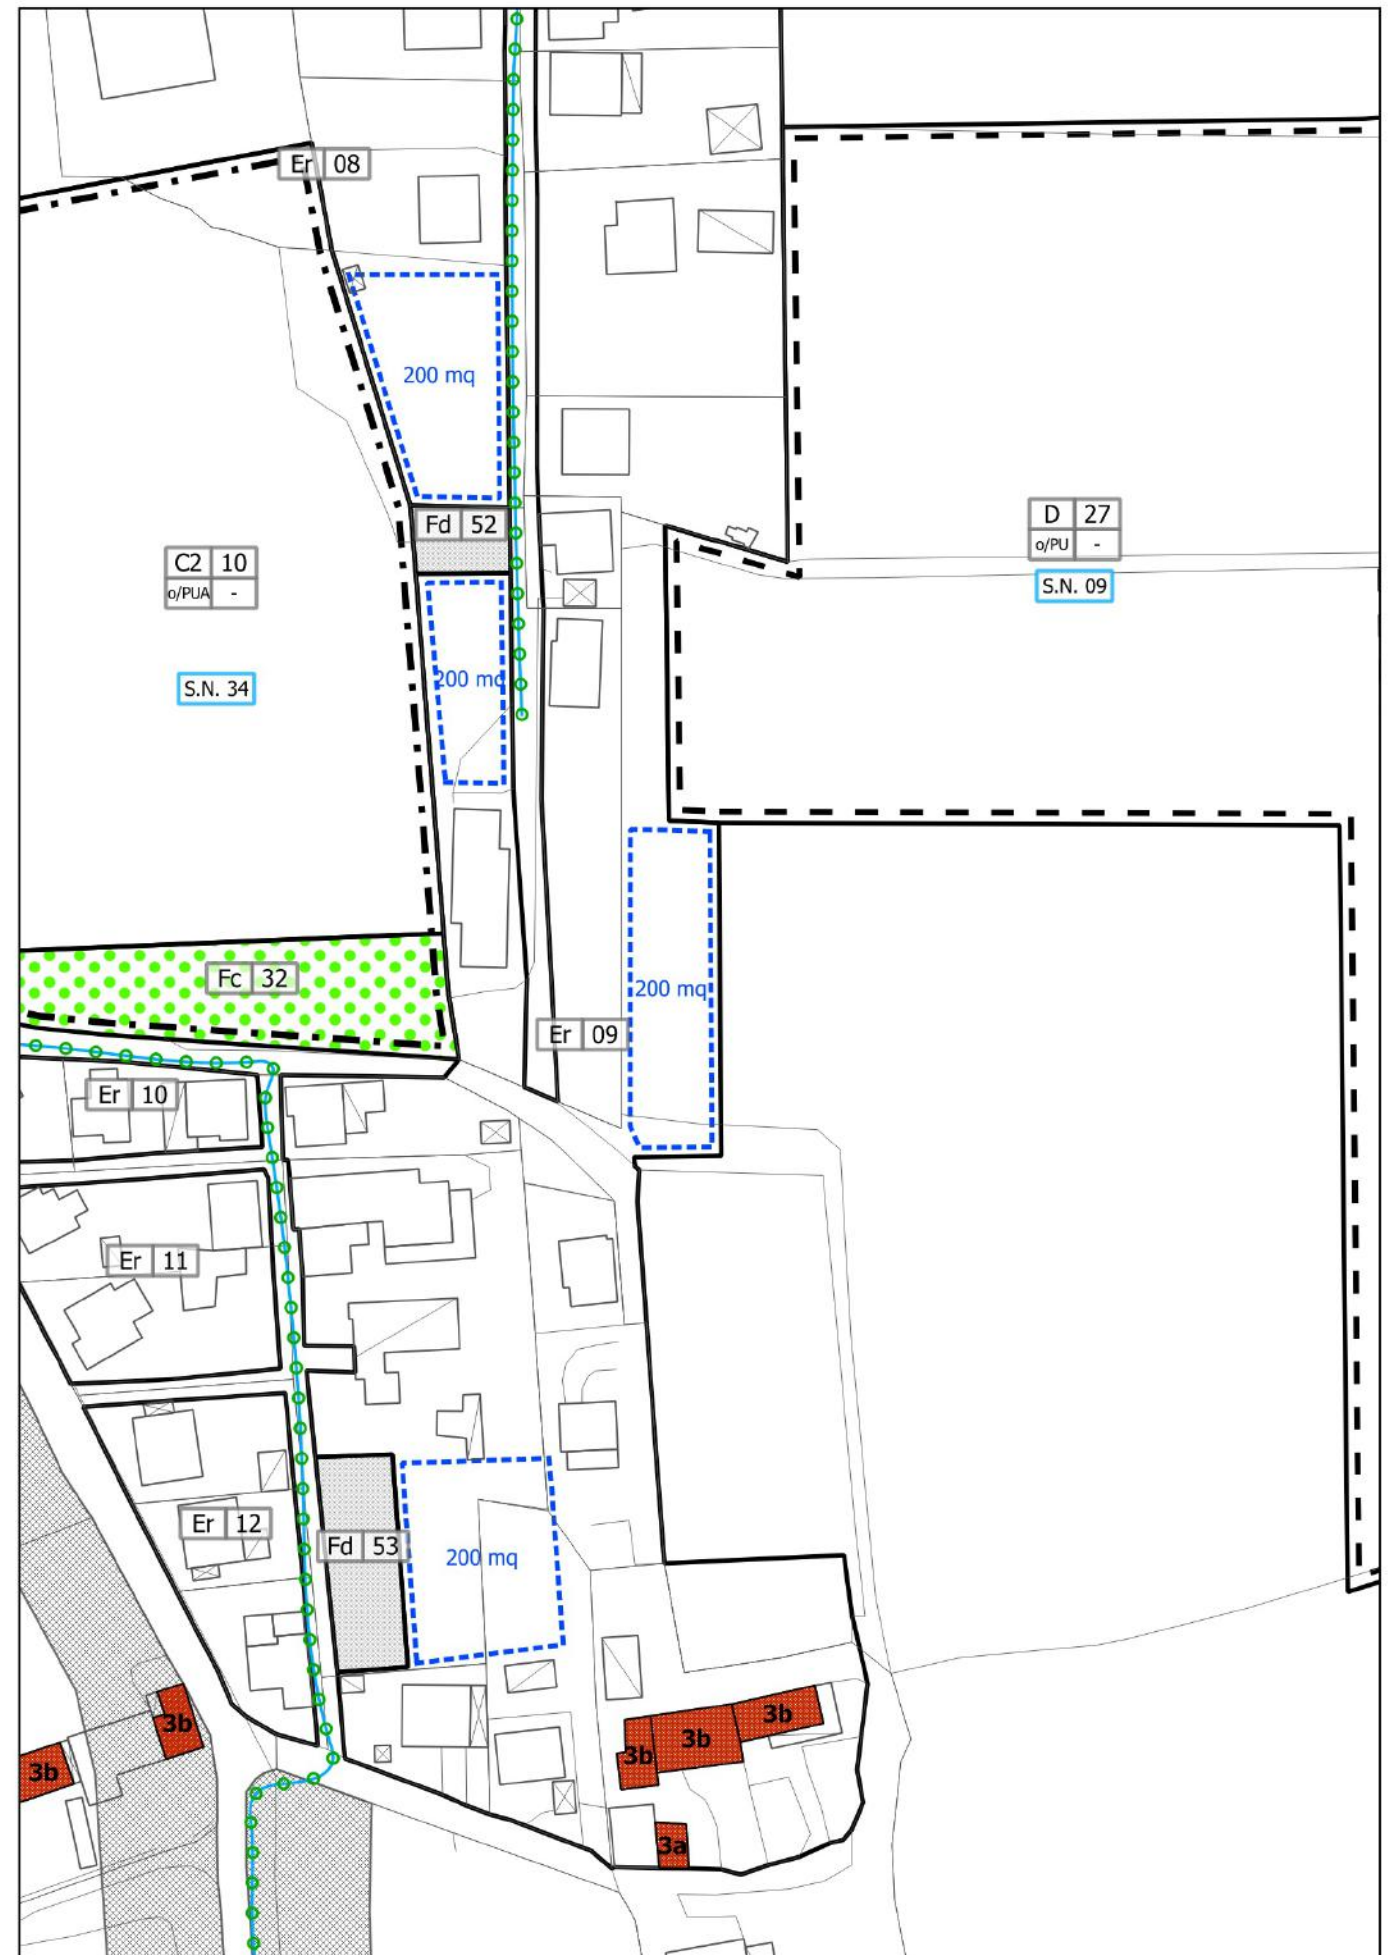 Er 08
200 mq
Fd 52
D 27
o/PU -
S.N. 09
C2 10
o/PUA -
200 mq
S.N. 34
Fc 32
200 mq
Er 09
Er 10
Er 11
Er 12
Fd 53
200 mq
3b
3b
3b
3b
3b
3a